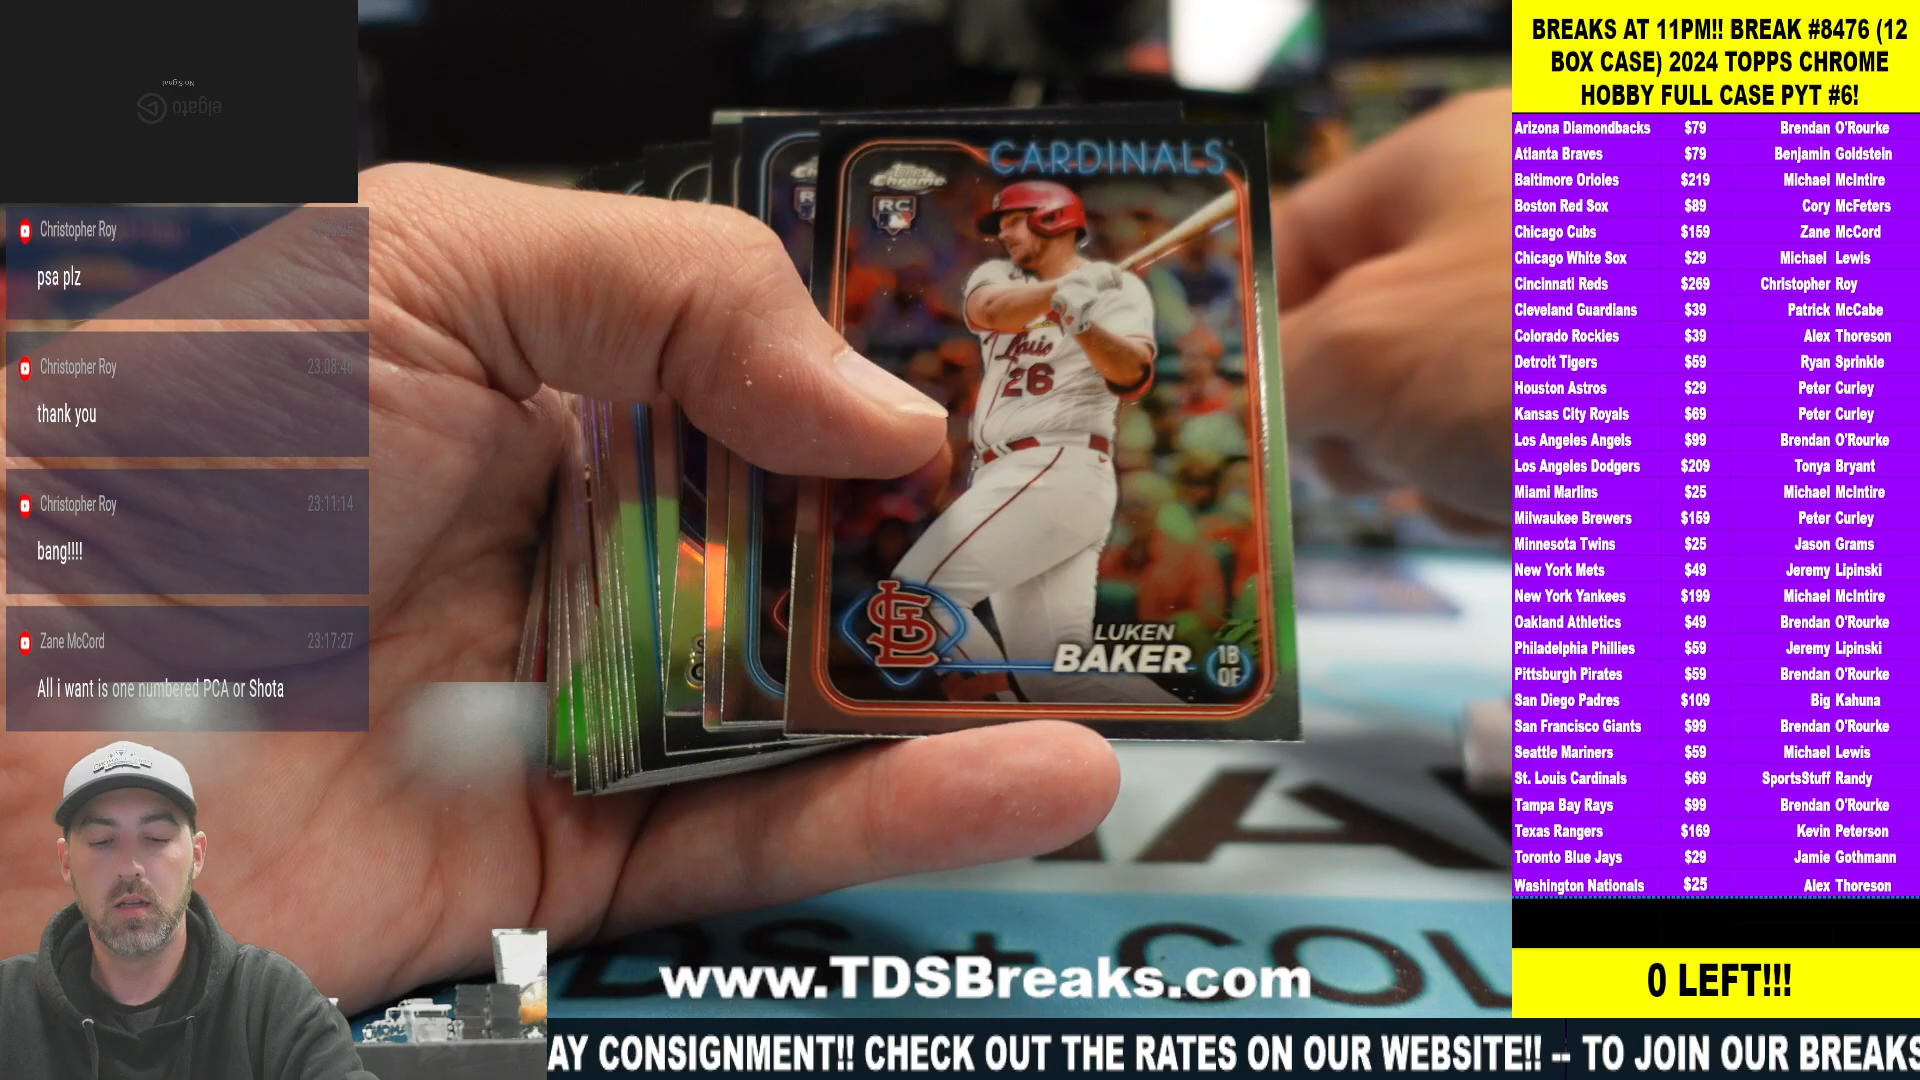 No Signal
elgato
Christopher Roy
psa plz
Christopher Roy 23:08:46
thank you
Christopher Roy 23:11:14
bang!!!!
Zane McCord 23:17:27
All i want is one numbered PCA or Shota
CARDINALS
Topps
Chrome
RC
Louis
26
STL
LUKEN
BAKER
1B
OF
www.TDSBreaks.com
AY CONSIGNMENT!! CHECK OUT THE RATES ON OUR WEBSITE!! -- TO JOIN OUR BREAKS
BREAKS AT 11PM!! BREAK #8476 (12
BOX CASE) 2024 TOPPS CHROME
HOBBY FULL CASE PYT #6!
Arizona Diamondbacks $79 Brendan O'Rourke
Atlanta Braves $79 Benjamin Goldstein
Baltimore Orioles $219 Michael McIntire
Boston Red Sox $89 Cory McFeters
Chicago Cubs $159 Zane McCord
Chicago White Sox $29 Michael Lewis
Cincinnati Reds $269 Christopher Roy
Cleveland Guardians $39 Patrick McCabe
Colorado Rockies $39 Alex Thoreson
Detroit Tigers $59 Ryan Sprinkle
Houston Astros $29 Peter Curley
Kansas City Royals $69 Peter Curley
Los Angeles Angels $99 Brendan O'Rourke
Los Angeles Dodgers $209 Tonya Bryant
Miami Marlins $25 Michael McIntire
Milwaukee Brewers $159 Peter Curley
Minnesota Twins $25 Jason Grams
New York Mets $49 Jeremy Lipinski
New York Yankees $199 Michael McIntire
Oakland Athletics $49 Brendan O'Rourke
Philadelphia Phillies $59 Jeremy Lipinski
Pittsburgh Pirates $59 Brendan O'Rourke
San Diego Padres $109 Big Kahuna
San Francisco Giants $99 Brendan O'Rourke
Seattle Mariners $59 Michael Lewis
St. Louis Cardinals $69 SportsStuff Randy
Tampa Bay Rays $99 Brendan O'Rourke
Texas Rangers $169 Kevin Peterson
Toronto Blue Jays $29 Jamie Gothmann
Washington Nationals $25 Alex Thoreson
0 LEFT!!!